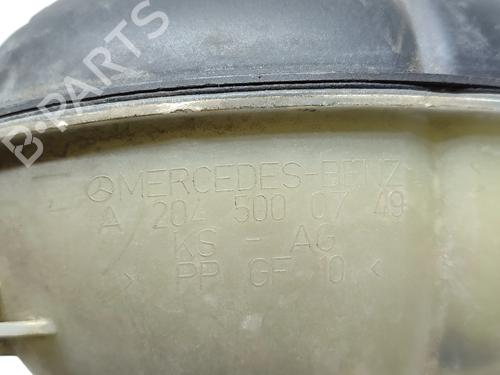 B-PARTS
MERCEDES-BENZ
A 204 500 07 49
KS - AG
> PP GF 10 <